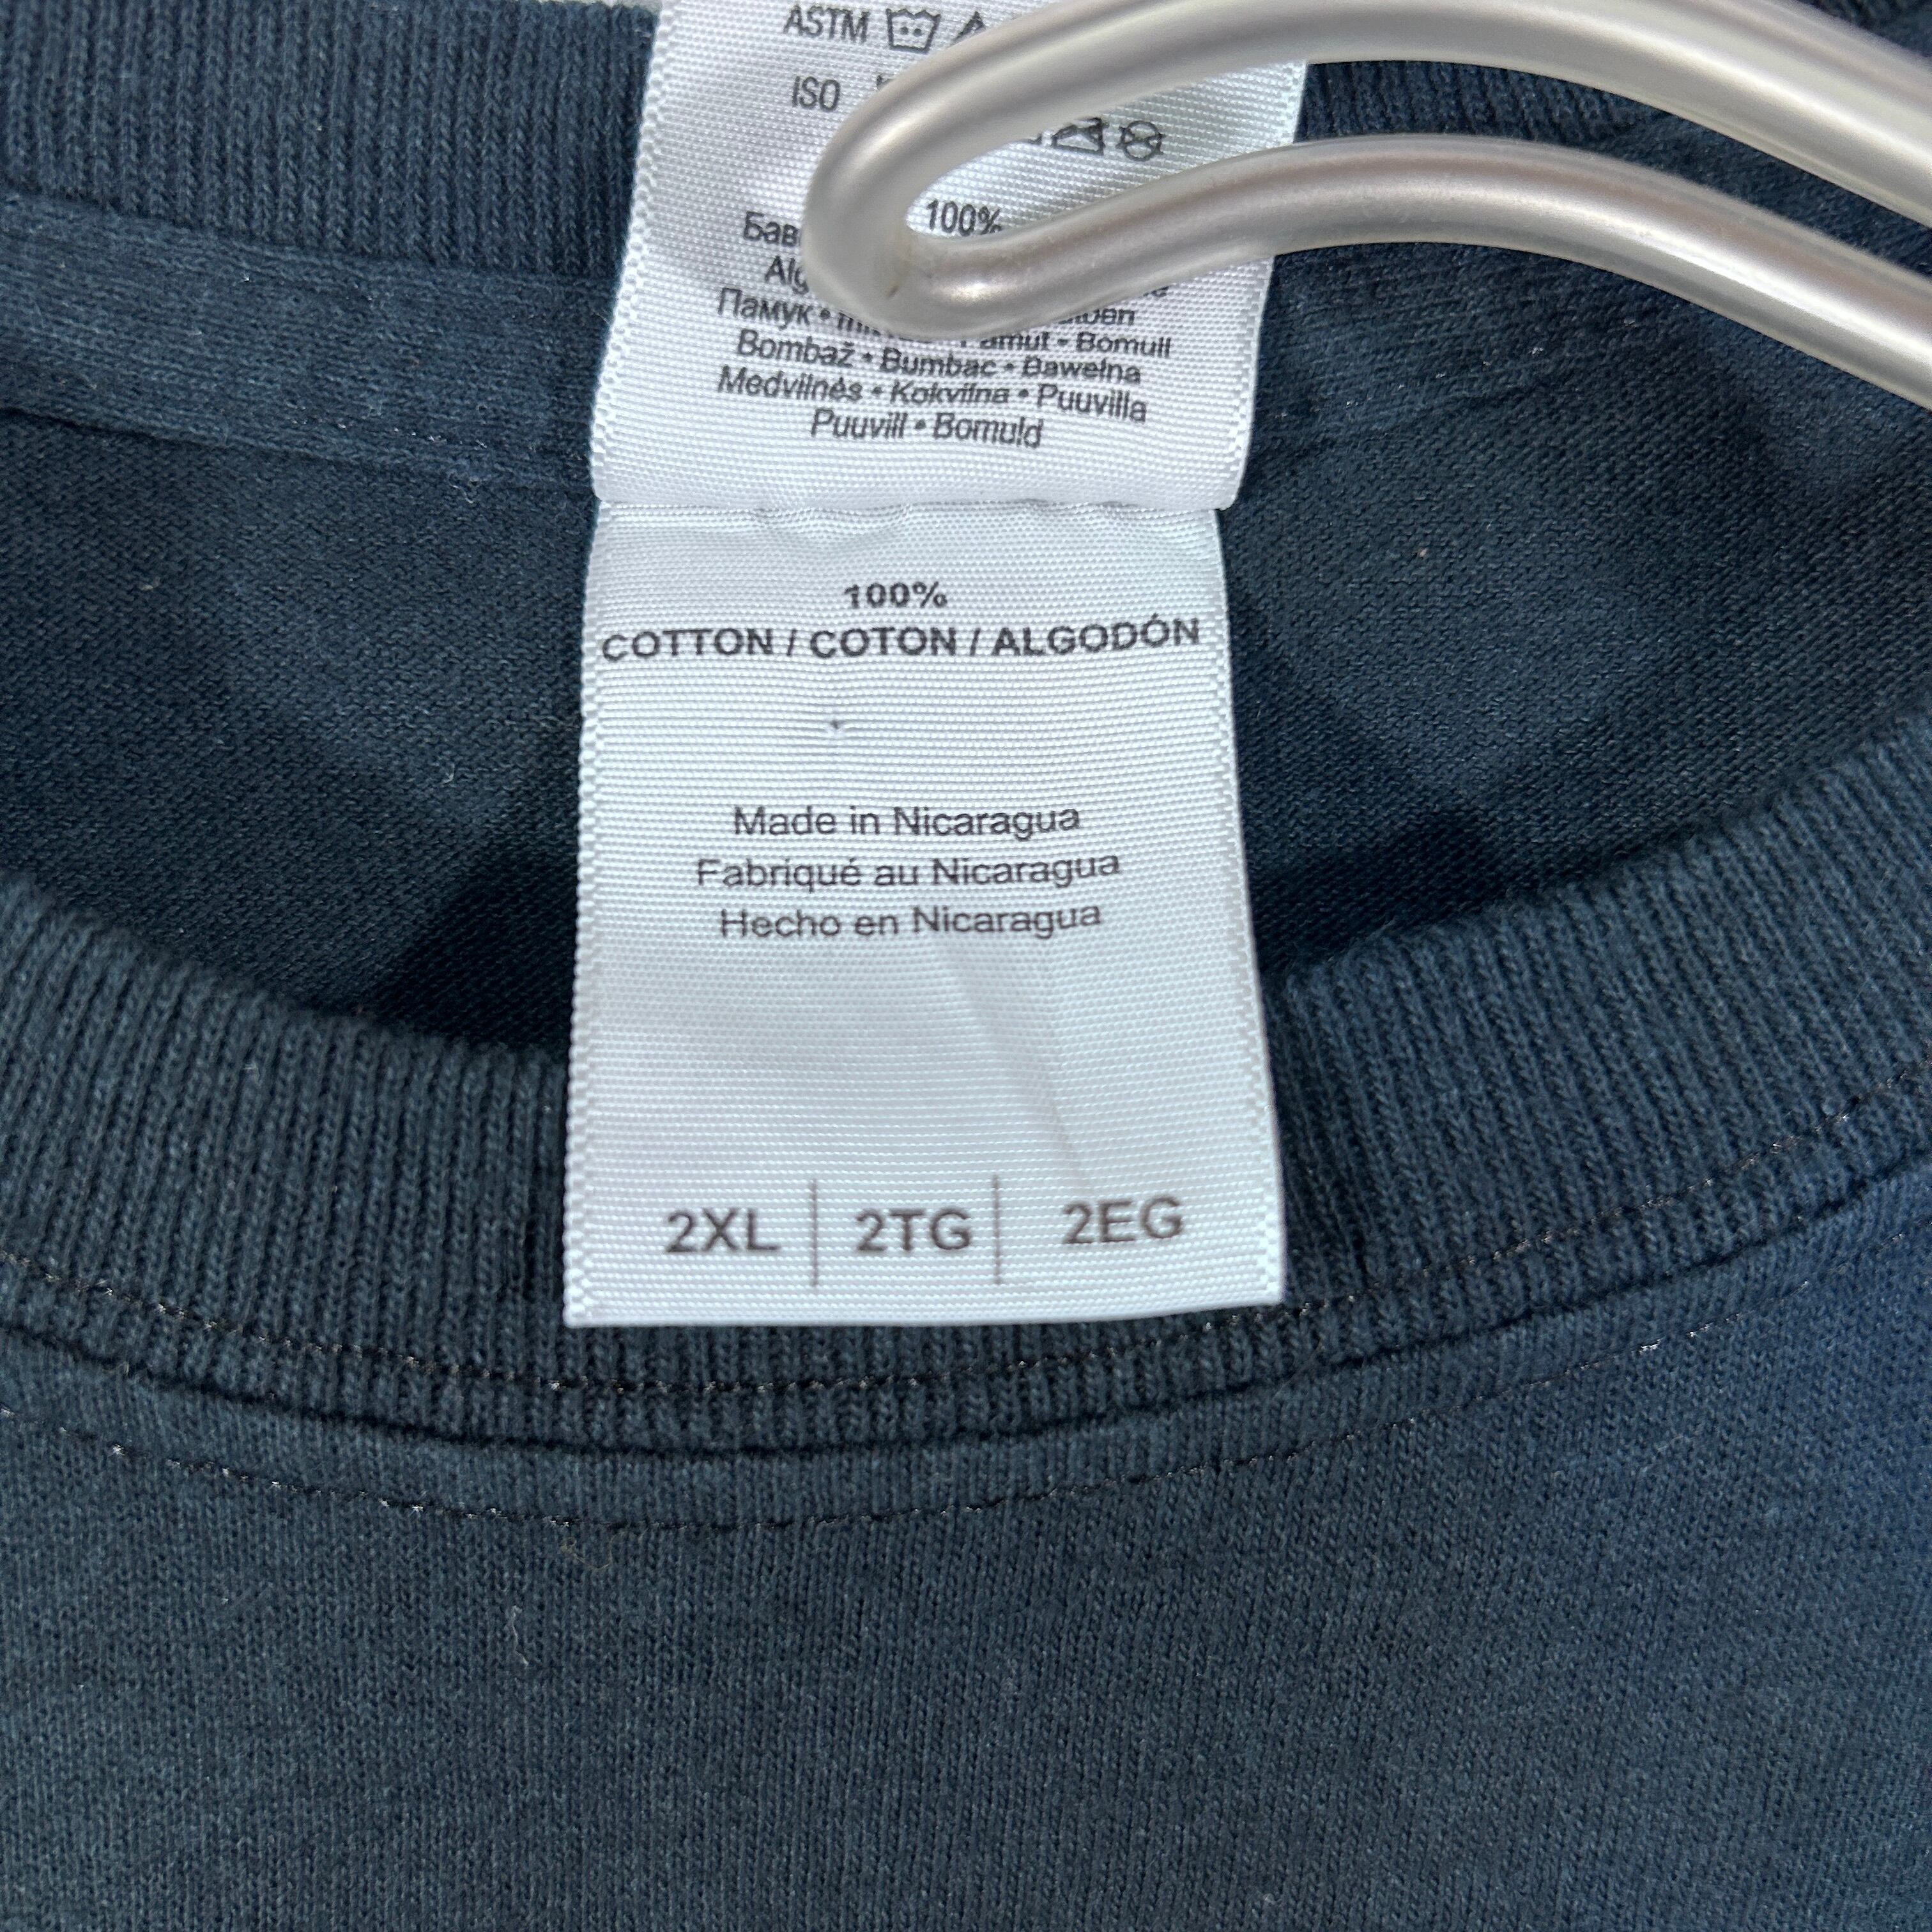 ASTM
ISO
100%
Памук •
Bomull
Bombaž • Bumbac • Bawełna
Medvilnės • Kokvilna • Puuvilla
Puuvill • Bomuld
100%
COTTON / COTON / ALGODÓN
Made in Nicaragua
Fabriqué au Nicaragua
Hecho en Nicaragua
2XL | 2TG | 2EG